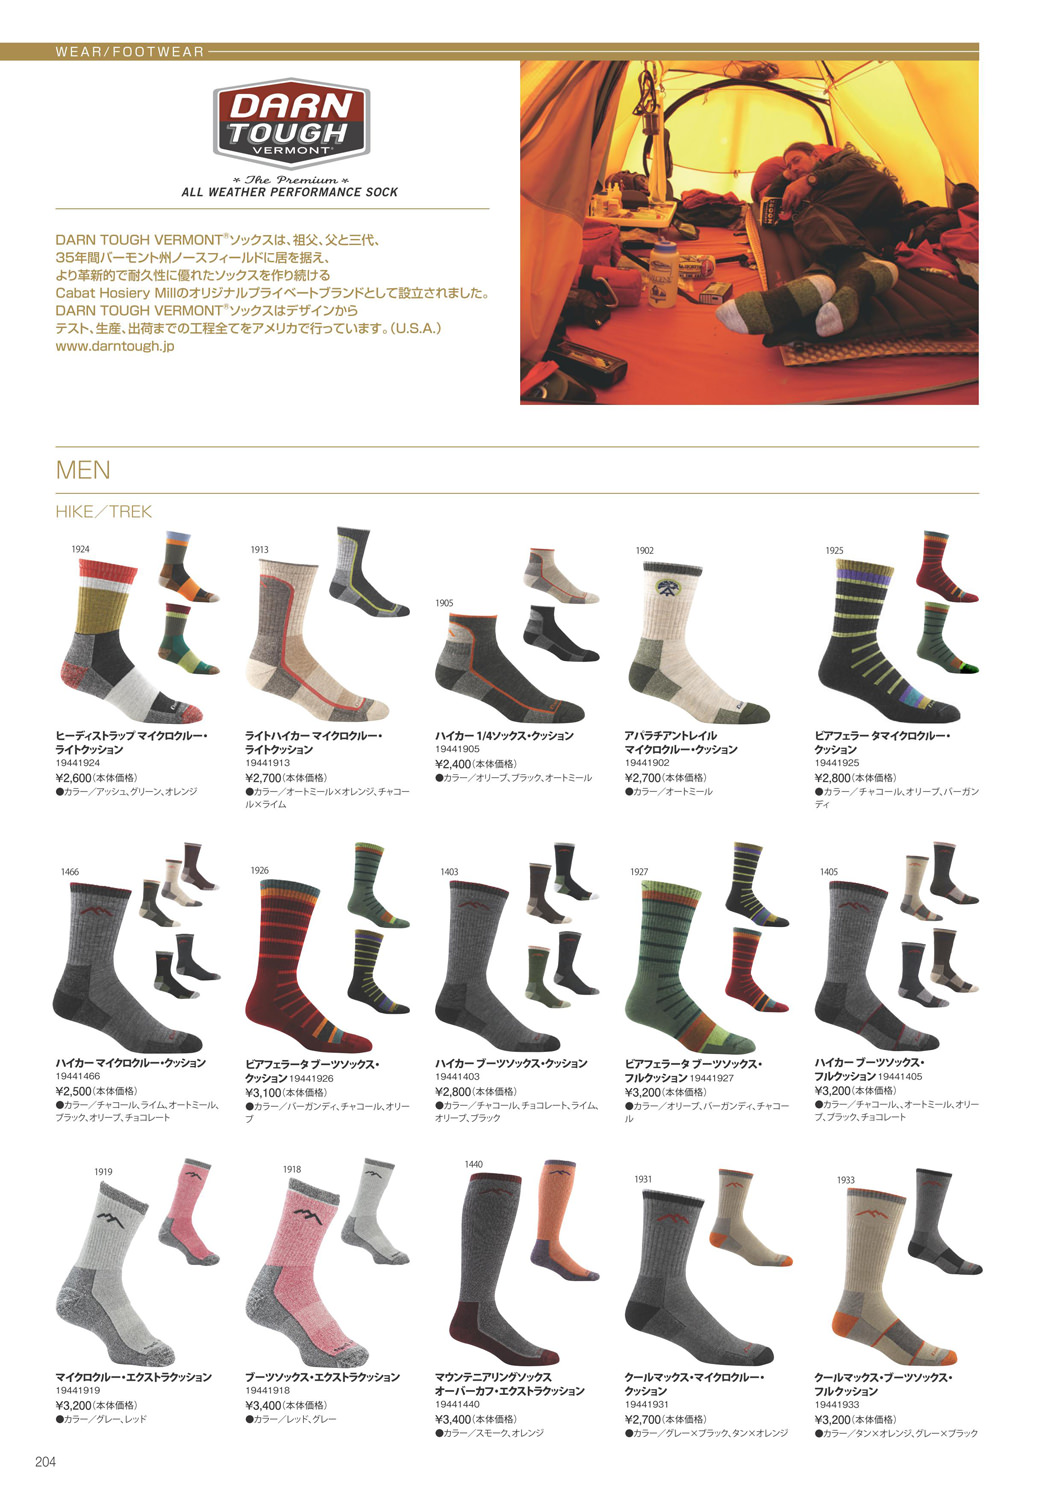 WEAR/FOOTWEAR
DARN
TOUGH
VERMONT
The Premium
ALL WEATHER PERFORMANCE SOCK
DARN TOUGH VERMONT®ソックスは、祖父、父と三代、
35年間バーモント州ノースフィールドに居を据え、
より革新的で耐久性に優れたソックスを作り続ける
Cabat Hosiery Millのオリジナルプライベートブランドとして設立されました。
DARN TOUGH VERMONT®ソックスはデザインから
テスト、生産、出荷までの工程全てをアメリカで行っています。（U.S.A.）
www.darntough.jp
MEN
HIKE／TREK
1924
ヒーディストラップ マイクロクルー・
ライトクッション
19441924
¥2,600（本体価格）
●カラー／アッシュ、グリーン、オレンジ
1913
ライトハイカー マイクロクルー・
ライトクッション
19441913
¥2,700（本体価格）
●カラー／オートミール×オレンジ、チャコー
ル×ライム
1905
ハイカー 1/4ソックス・クッション
19441905
¥2,400（本体価格）
●カラー／オリーブ、ブラック、オートミール
1902
アパラチアントレイル
マイクロクルー・クッション
19441902
¥2,700（本体価格）
●カラー／オートミール
1925
ビアフェラー タマイクロクルー・
クッション
19441925
¥2,800（本体価格）
●カラー／チャコール、オリーブ、バーガン
ディ
1466
ハイカー マイクロクルー・クッション
19441466
¥2,500（本体価格）
●カラー／チャコール、ライム、オートミール、
ブラック、オリーブ、チョコレート
1926
ビアフェラータ ブーツソックス・
クッション 19441926
¥3,100（本体価格）
●カラー／バーガンディ、チャコール、オリー
ブ
1403
ハイカー ブーツソックス・クッション
19441403
¥2,800（本体価格）
●カラー／チャコール、チョコレート、ライム、
オリーブ、ブラック
1927
ビアフェラータ ブーツソックス・
フルクッション 19441927
¥3,200（本体価格）
●カラー／オリーブ、バーガンディ、チャコー
ル
1405
ハイカー ブーツソックス・
フルクッション 19441405
¥3,200（本体価格）
●カラー／チャコール、、オートミール、オリー
ブ、ブラック、チョコレート
1919
マイクロクルー・エクストラクッション
19441919
¥3,200（本体価格）
●カラー／グレー、レッド
1918
ブーツソックス・エクストラクッション
19441918
¥3,400（本体価格）
●カラー／レッド、グレー
1440
マウンテニアリングソックス
オーバーカフ・エクストラクッション
19441440
¥3,400（本体価格）
●カラー／スモーク、オレンジ
1931
クールマックス・マイクロクルー・
クッション
19441931
¥2,700（本体価格）
●カラー／グレー×ブラック、タン×オレンジ
1933
クールマックス・ブーツソックス・
フルクッション
19441933
¥3,200（本体価格）
●カラー／タン×オレンジ、グレー×ブラック
204